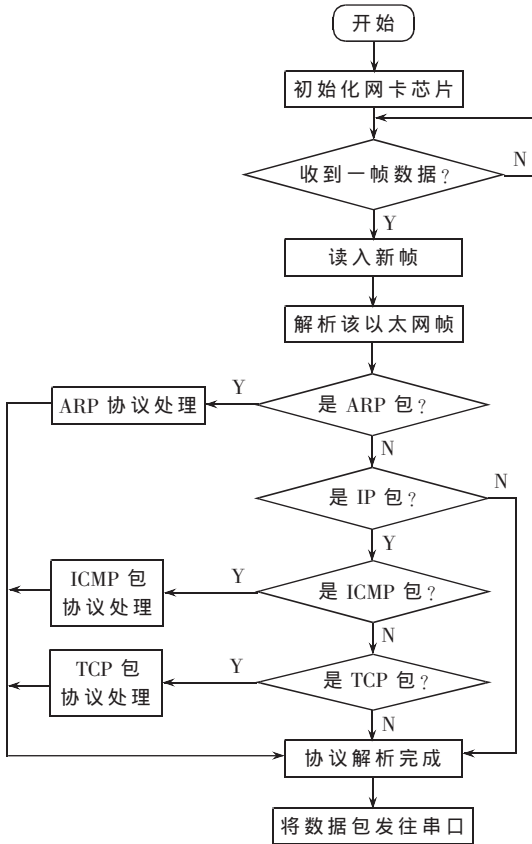 开始
初始化网卡芯片
收到一帧数据?
N
Y
读入新帧
解析该以太网帧
ARP 协议处理
Y
是 ARP 包?
N
是 IP 包?
N
Y
ICMP 包
协议处理
Y
是 ICMP 包?
N
TCP 包
协议处理
Y
是 TCP 包?
N
协议解析完成
将数据包发往串口